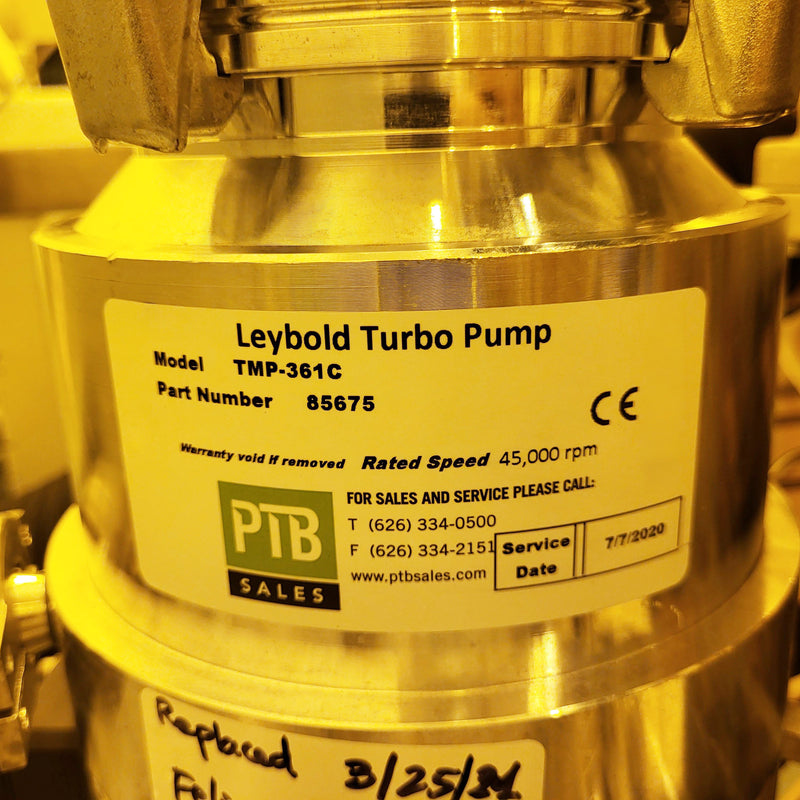 Leybold Turbo Pump
Model TMP-361C
Part Number 85675
CE
Warranty void if removed Rated Speed 45,000 rpm
FOR SALES AND SERVICE PLEASE CALL:
PTB
SALES
T (626) 334-0500
F (626) 334-2151
www.ptbsales.com
Service Date 7/7/2020
Replaced